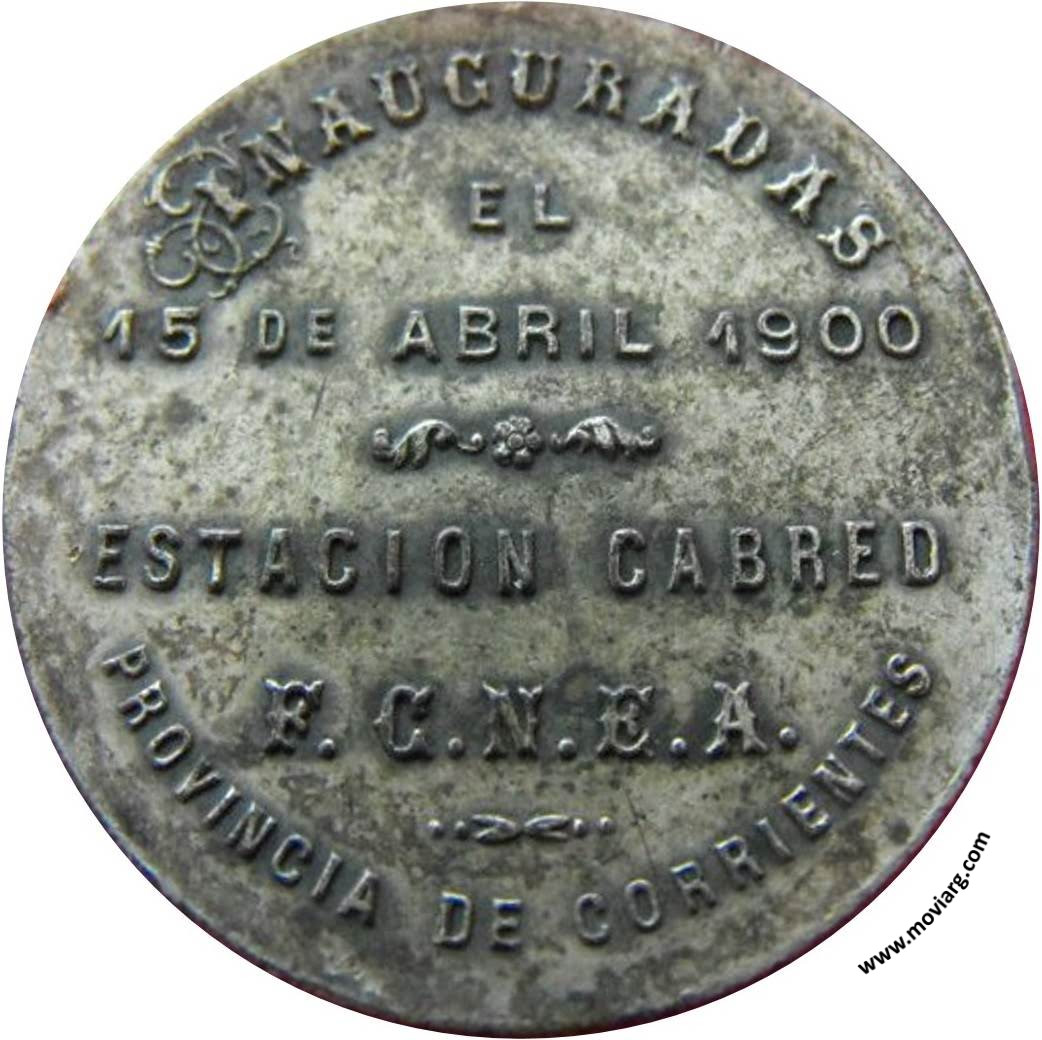 INAUGURADAS
EL
15 DE ABRIL 1900
ESTACION CABRED
F.C.N.E.A.
PROVINCIA DE CORRIENTES
www.moviarg.com